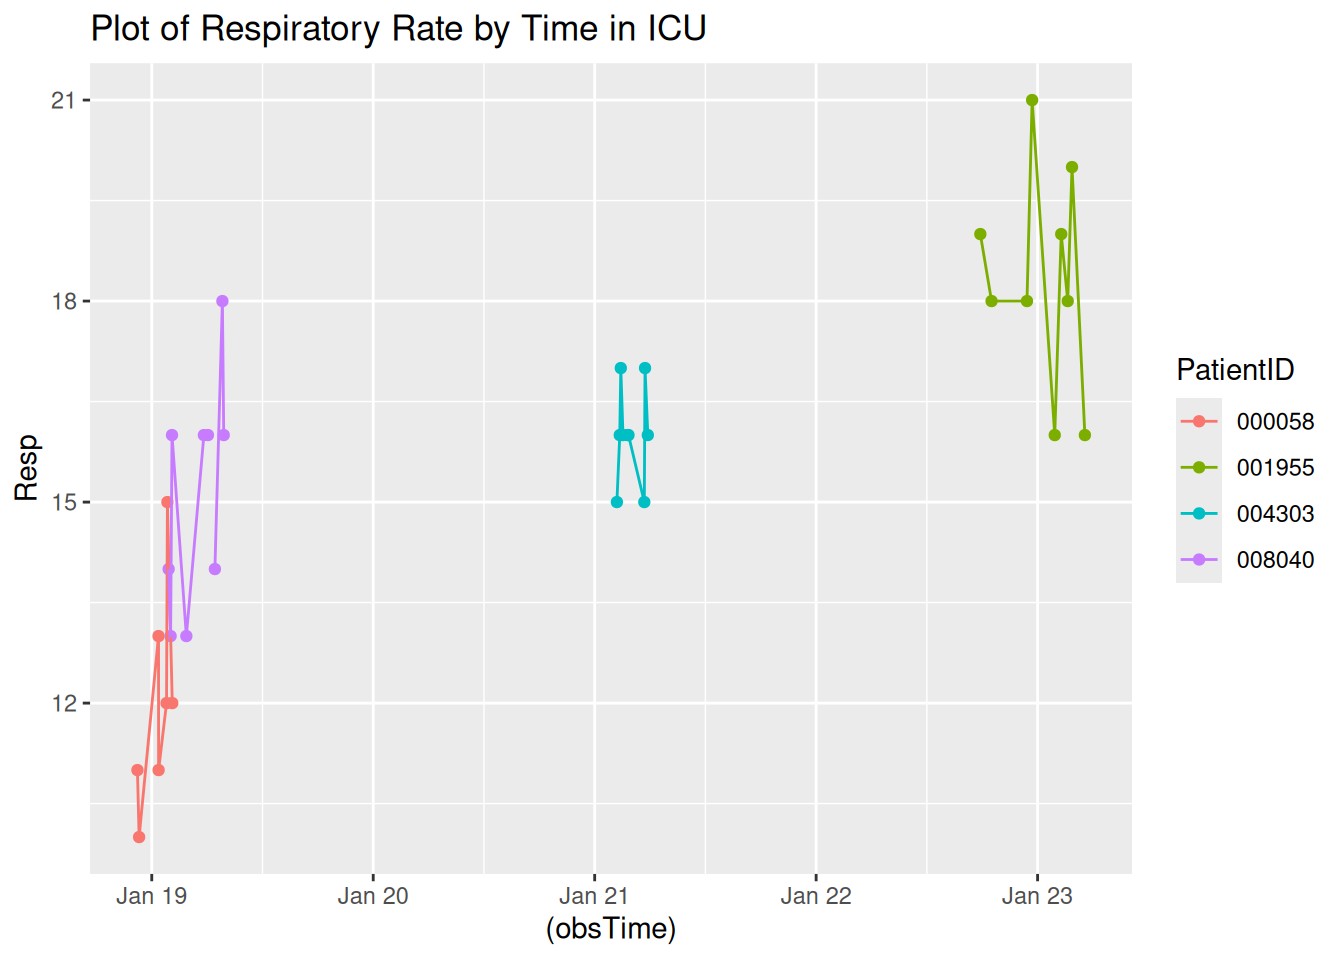 Plot of Respiratory Rate by Time in ICU
21
18
15
12
Resp
Jan 19 Jan 20 Jan 21 Jan 22 Jan 23
(obsTime)
PatientID
000058
001955
004303
008040